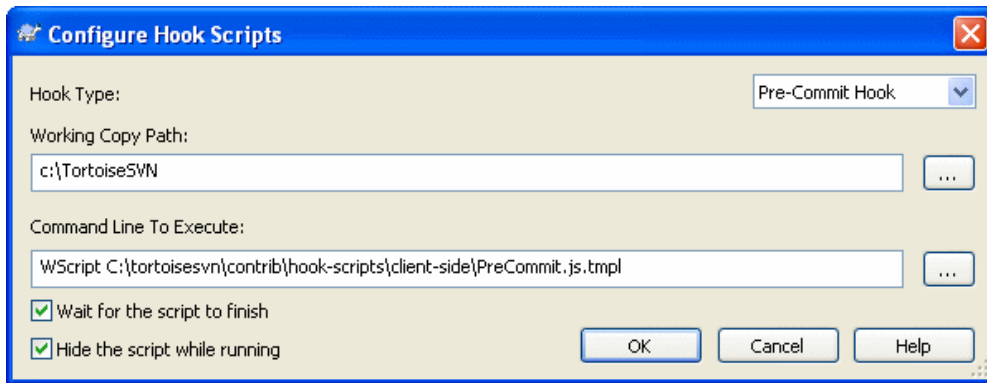 Configure Hook Scripts
Hook Type:
Pre-Commit Hook
Working Copy Path:
c:\TortoiseSVN
...
Command Line To Execute:
WScript C:\tortoisesvn\contrib\hook-scripts\client-side\PreCommit.js.tmpl
...
Wait for the script to finish
Hide the script while running
OK Cancel Help